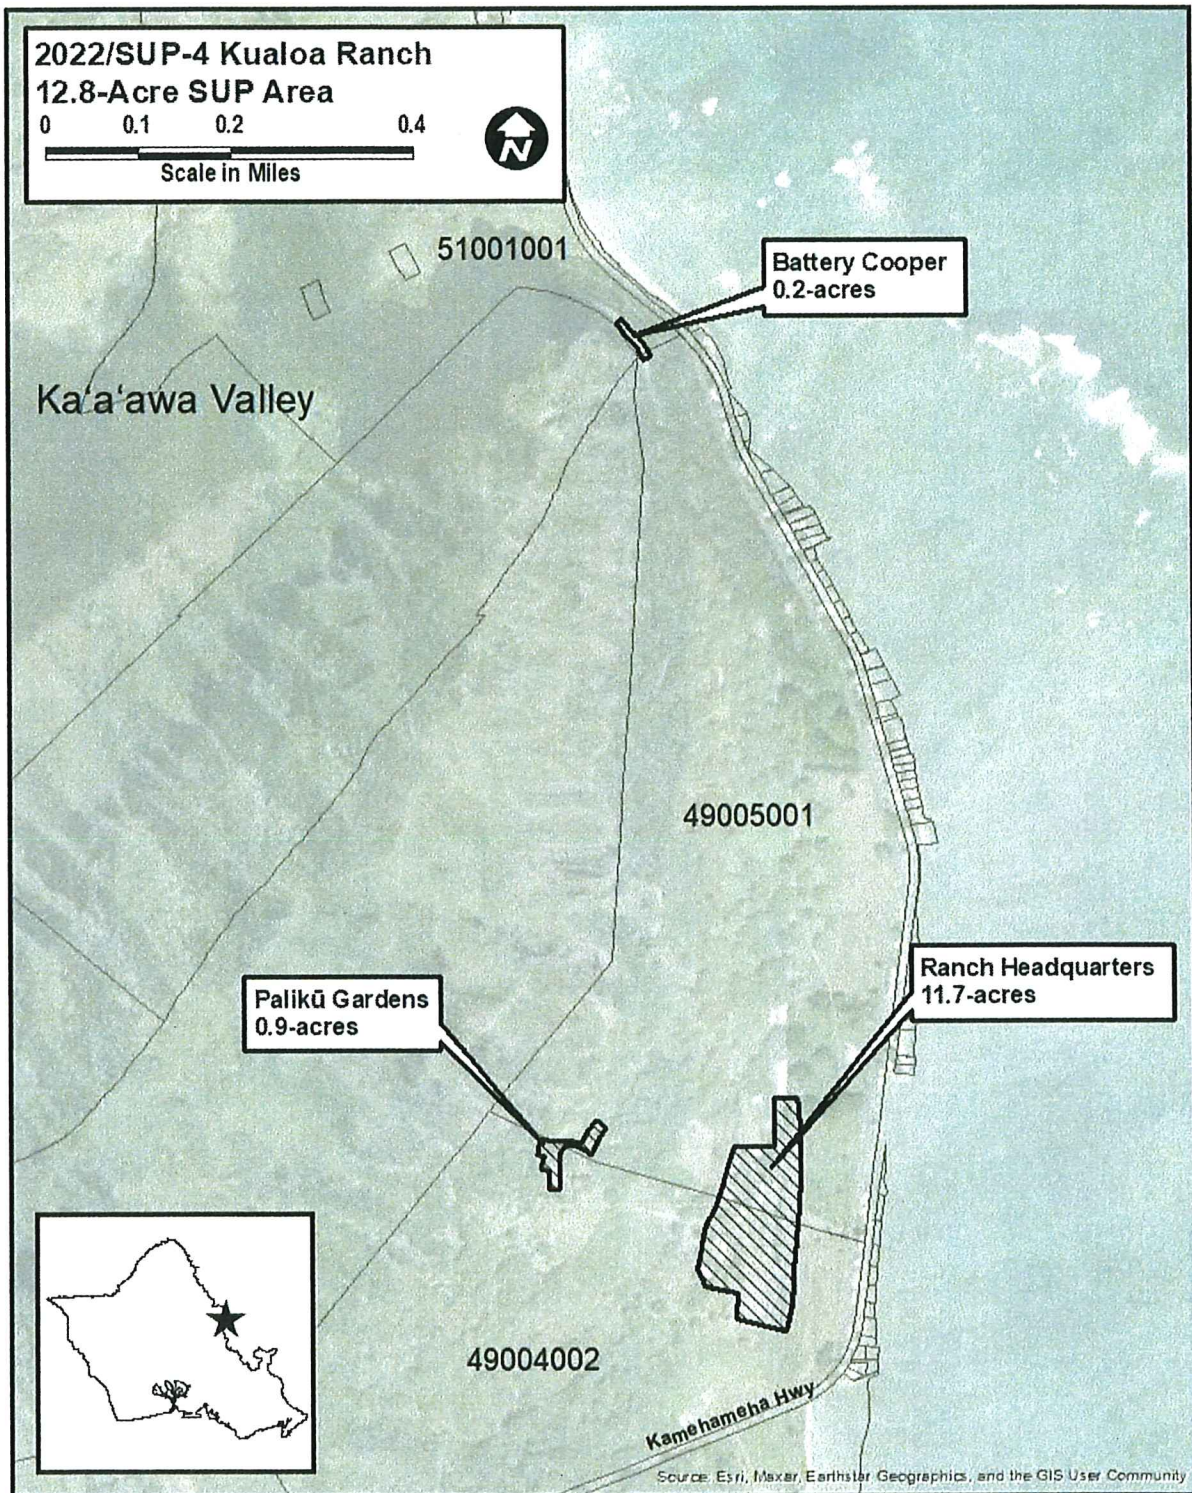 2022/SUP-4 Kualoa Ranch
12.8-Acre SUP Area
0 0.1 0.2 0.4
N
Scale in Miles
51001001
Battery Cooper
0.2-acres
Ka‘a‘awa Valley
49005001
Ranch Headquarters
11.7-acres
Palikū Gardens
0.9-acres
49004002
Kamehameha Hwy
Source: Esri, Maxar, Earthstar Geographics, and the GIS User Community